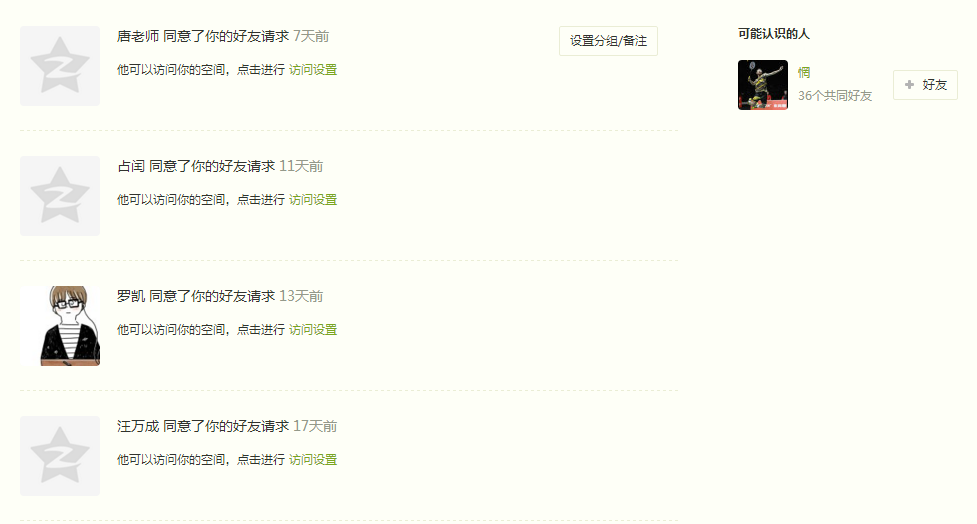 唐老师 同意了你的好友请求 7天前
设置分组/备注
他可以访问你的空间，点击进行 访问设置
占闰 同意了你的好友请求 11天前
他可以访问你的空间，点击进行 访问设置
罗凯 同意了你的好友请求 13天前
他可以访问你的空间，点击进行 访问设置
汪万成 同意了你的好友请求 17天前
他可以访问你的空间，点击进行 访问设置
可能认识的人
惘
36个共同好友
+ 好友